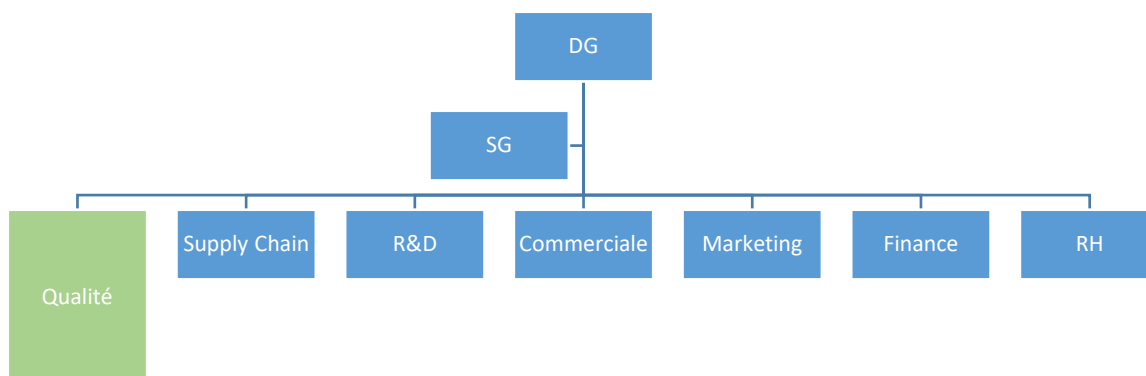 DG
SG
Qualité
Supply Chain
R&D
Commerciale
Marketing
Finance
RH